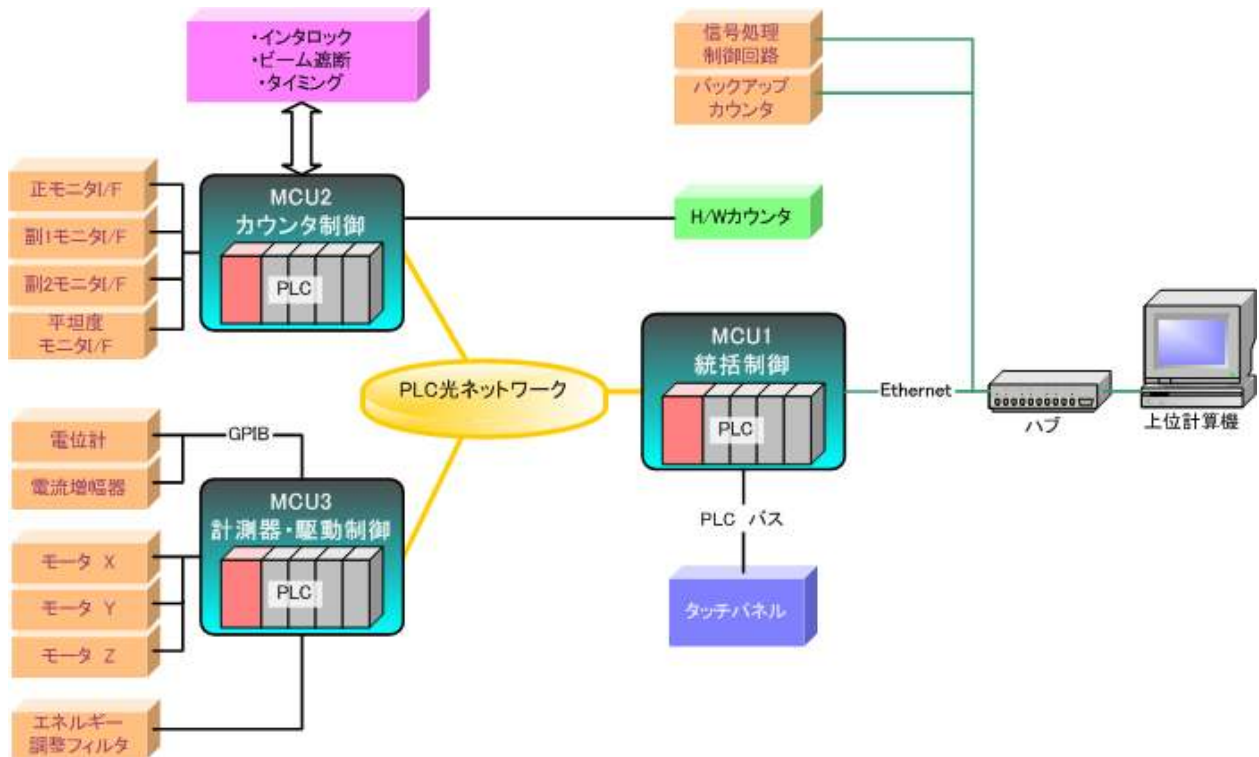 ・インタロック
・ビーム遮断
・タイミング
信号処理
制御回路
バックアップ
カウンタ
正モニタI/F
副1モニタI/F
副2モニタI/F
平坦度
モニタI/F
MCU2
カウンタ制御
PLC
H/Wカウンタ
PLC光ネットワーク
MCU1
統括制御
PLC
Ethernet
ハブ
上位計算機
電位計
電流増幅器
GPIB
MCU3
計測器・駆動制御
PLC
PLC バス
タッチパネル
モータ X
モータ Y
モータ Z
エネルギー
調整フィルタ